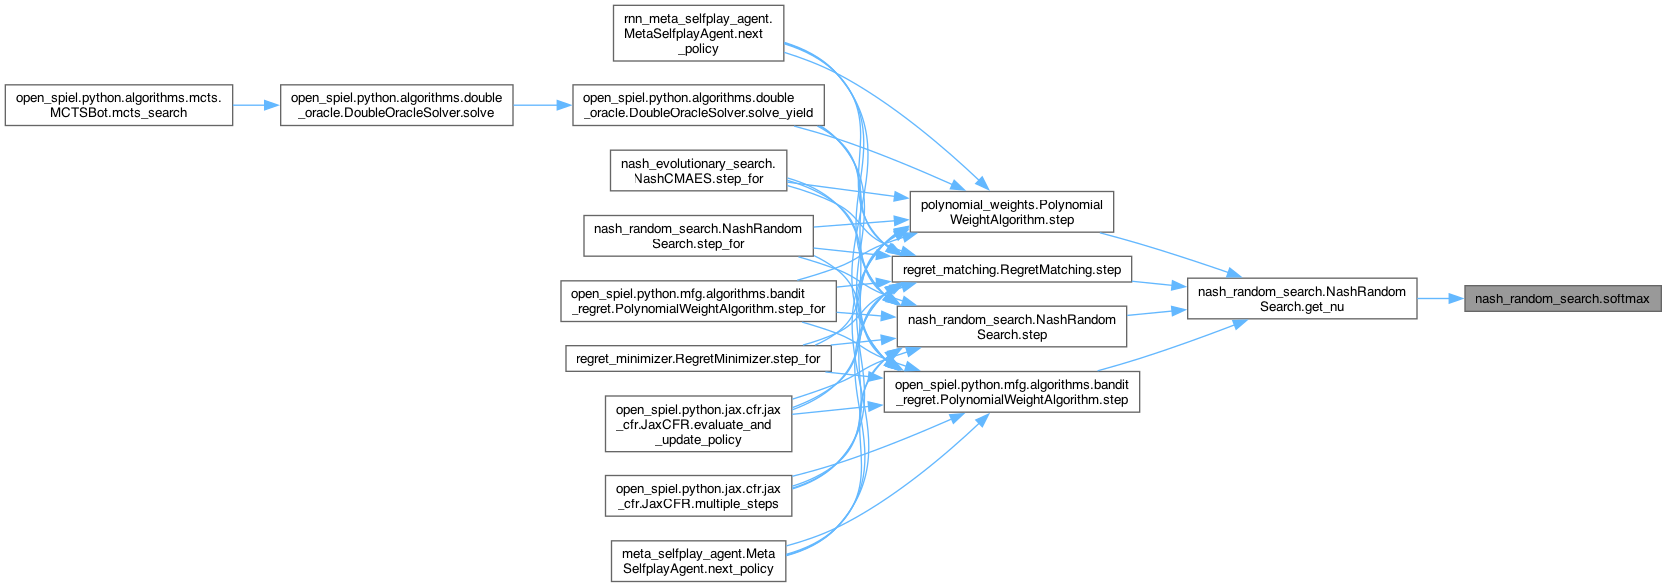 rnn_meta_selfplay_agent.
MetaSelfplayAgent.next
_policy
open_spiel.python.algorithms.mcts.
MCTSBot.mcts_search
open_spiel.python.algorithms.double
_oracle.DoubleOracleSolver.solve
open_spiel.python.algorithms.double
_oracle.DoubleOracleSolver.solve_yield
nash_evolutionary_search.
NashCMAES.step_for
nash_random_search.NashRandom
Search.step_for
open_spiel.python.mfg.algorithms.bandit
_regret.PolynomialWeightAlgorithm.step_for
regret_minimizer.RegretMinimizer.step_for
open_spiel.python.jax.cfr.jax
_cfr.JaxCFR.evaluate_and
_update_policy
open_spiel.python.jax.cfr.jax
_cfr.JaxCFR.multiple_steps
meta_selfplay_agent.Meta
SelfplayAgent.next_policy
polynomial_weights.Polynomial
WeightAlgorithm.step
regret_matching.RegretMatching.step
nash_random_search.NashRandom
Search.step
open_spiel.python.mfg.algorithms.bandit
_regret.PolynomialWeightAlgorithm.step
nash_random_search.NashRandom
Search.get_nu
nash_random_search.softmax